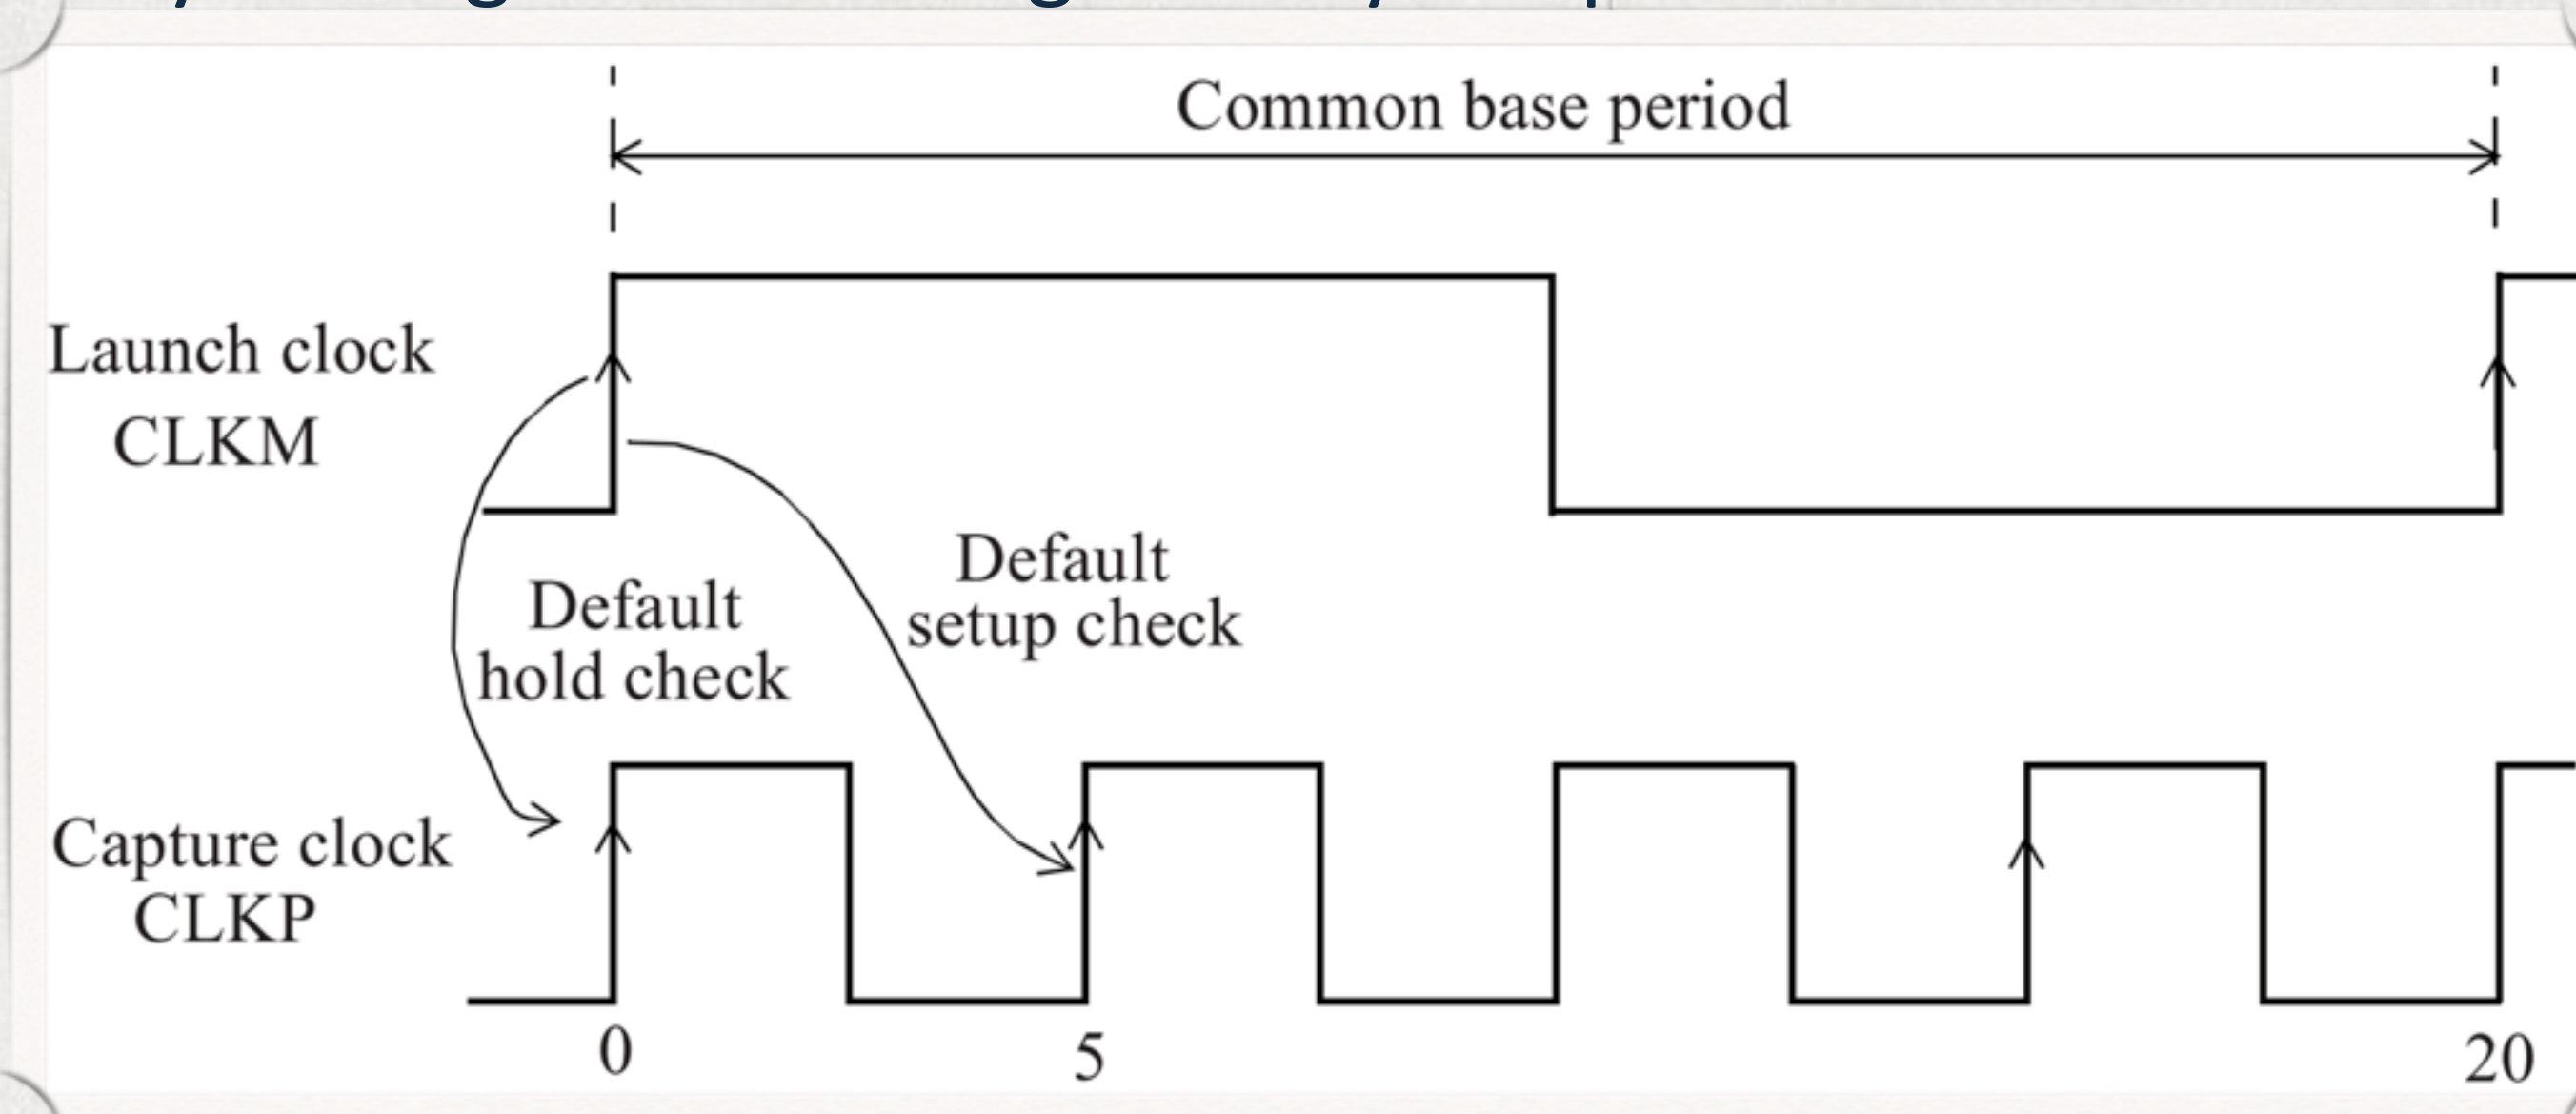 Common base period
Launch clock
CLKM
Default
setup check
Default
hold check
Capture clock
CLKP
0
5
20